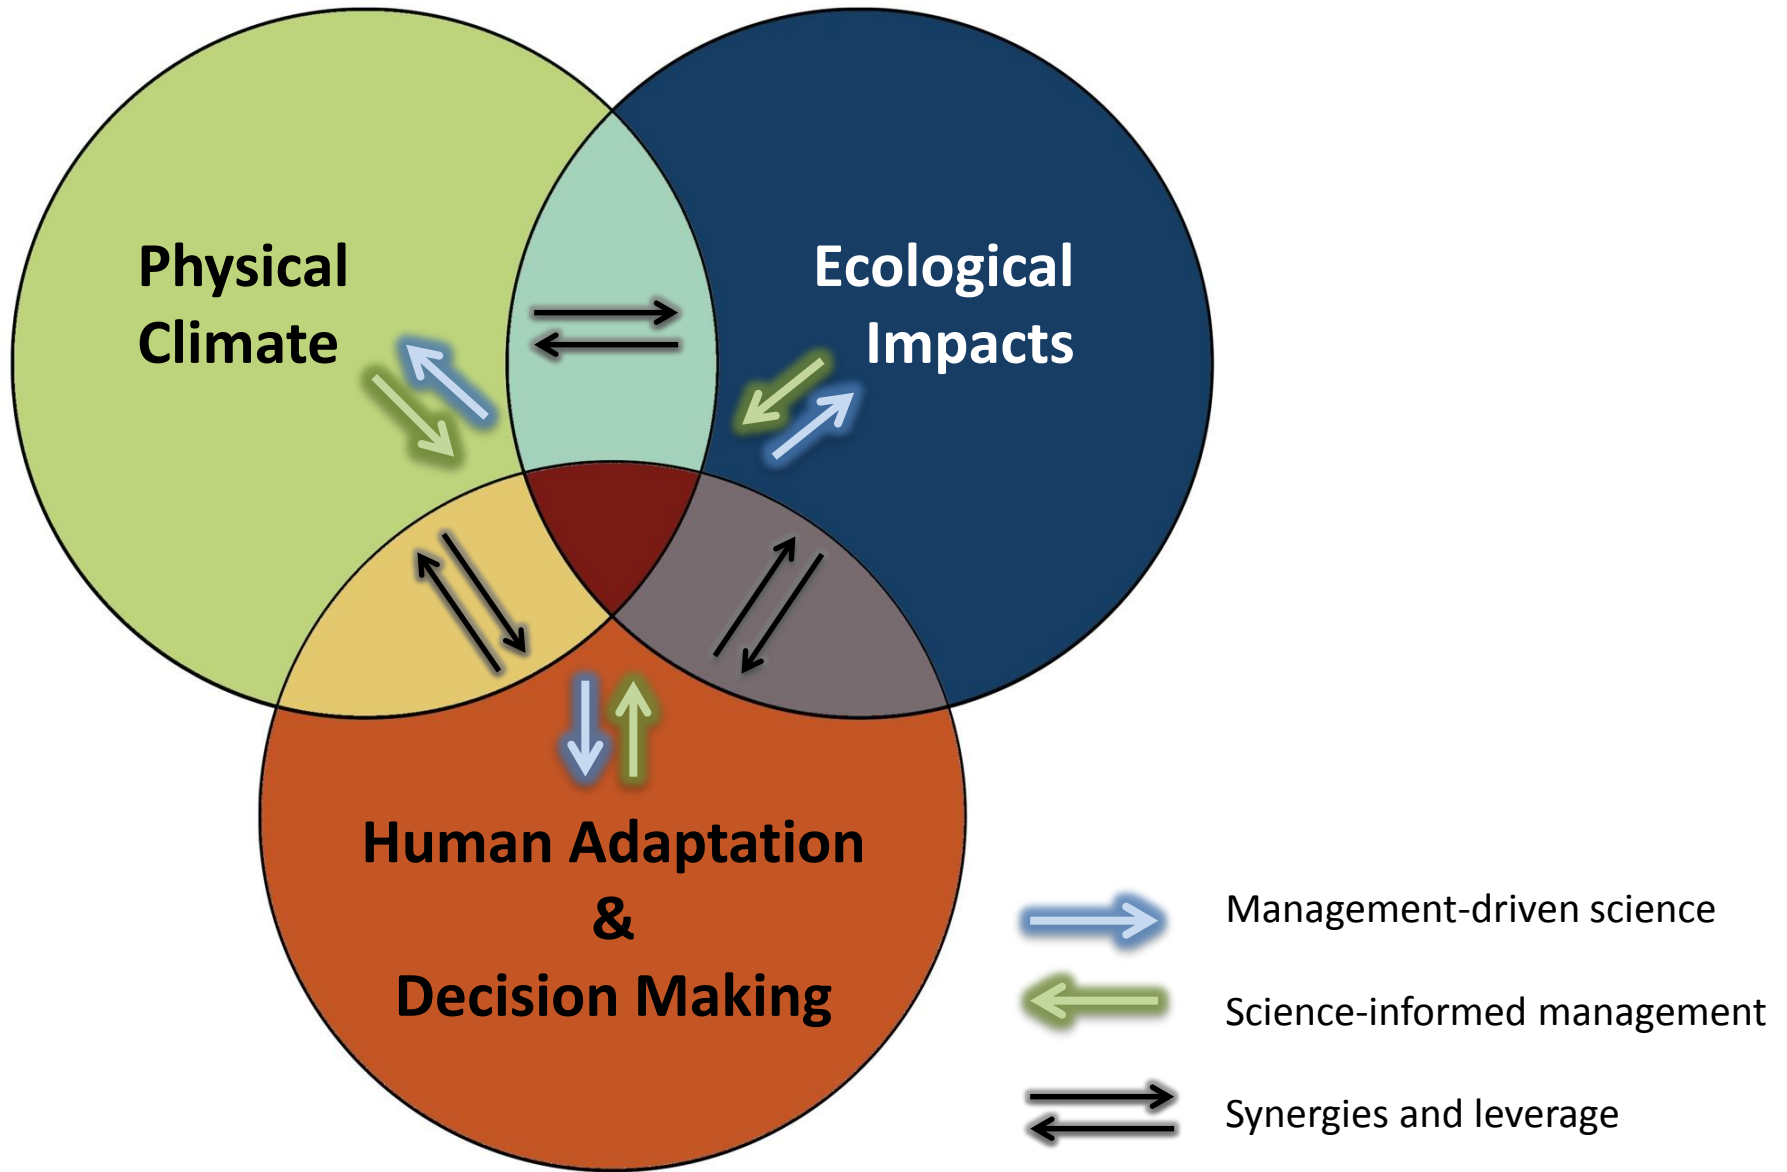 Physical
Climate
Ecological
Impacts
Human Adaptation
&
Decision Making
Management-driven science
Science-informed management
Synergies and leverage